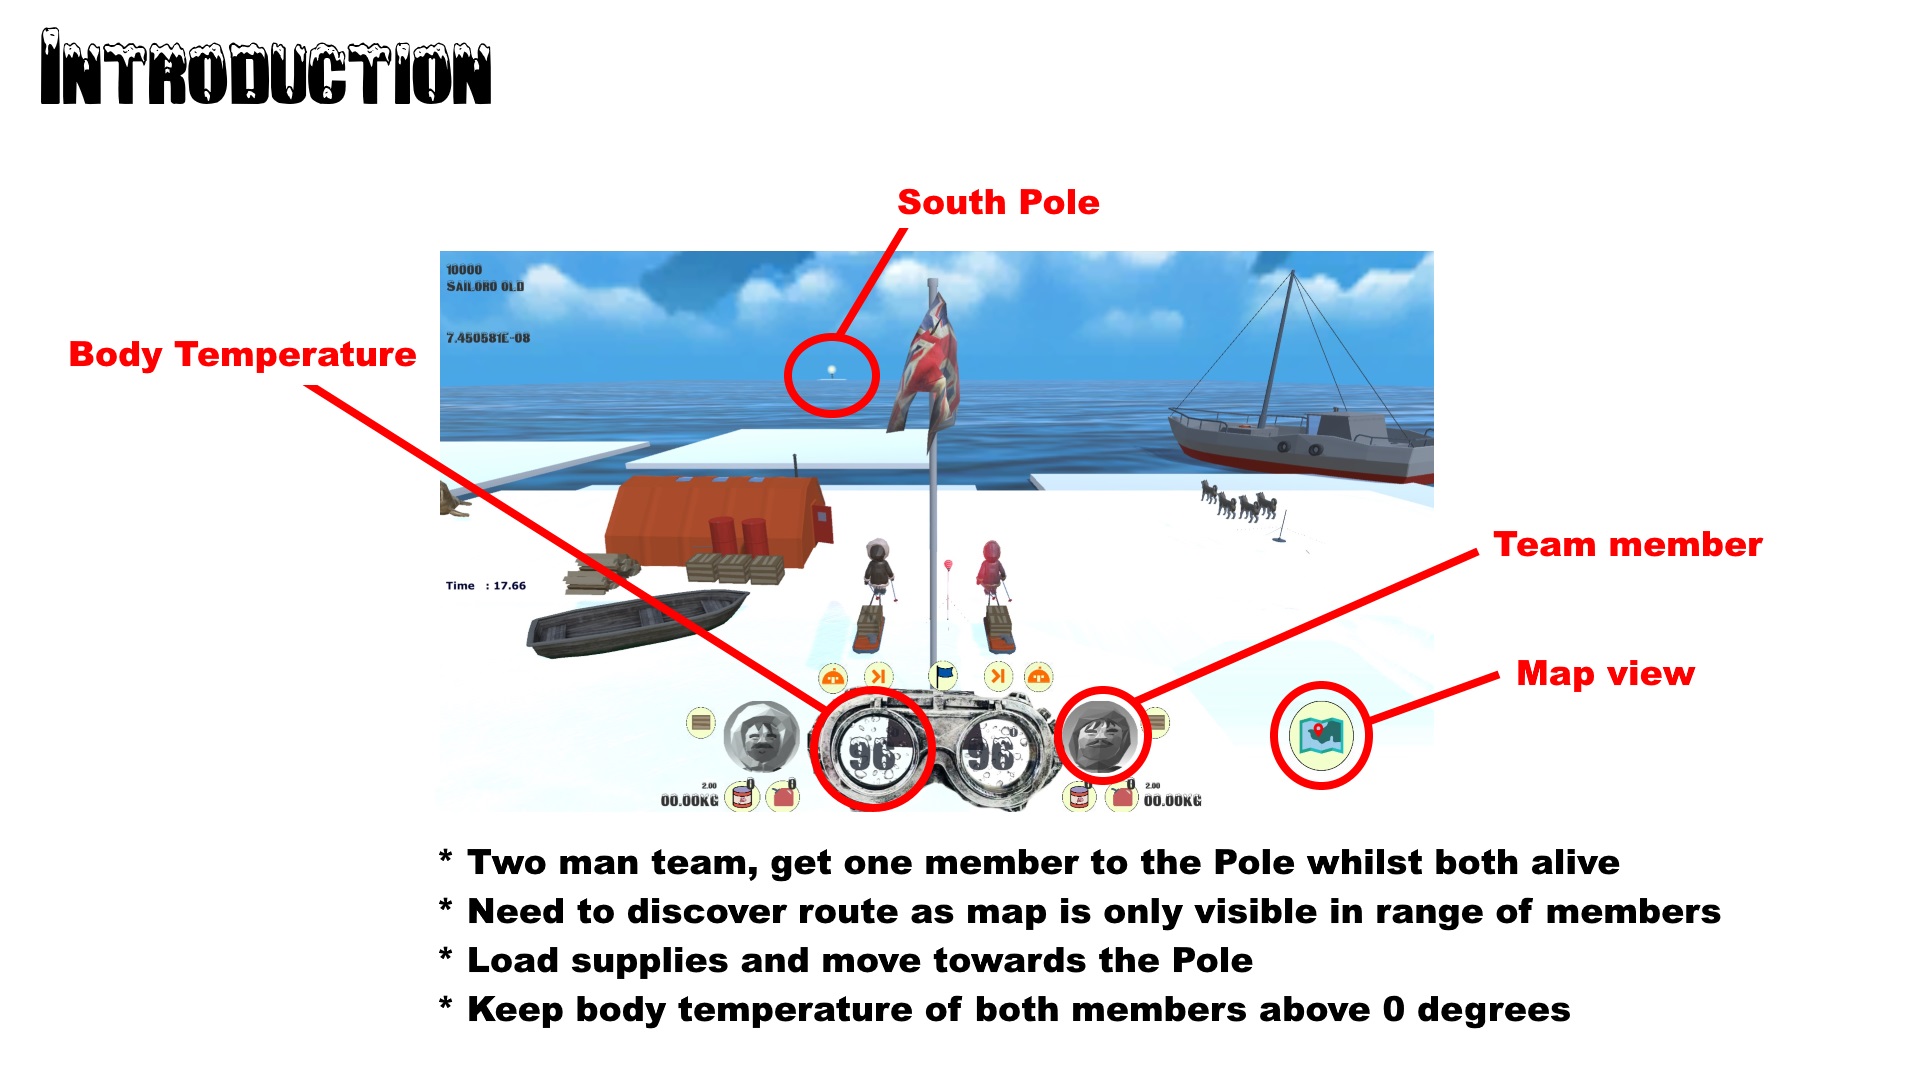 INTRODUCTION
South Pole
10000
SAILORO OLD
7.450581E-08
Body Temperature
Team member
Time : 17.66
Map view
96 96
0
2.00 0 0 0 0 2.00
00.00KG 00.00KG
* Two man team, get one member to the Pole whilst both alive
* Need to discover route as map is only visible in range of members
* Load supplies and move towards the Pole
* Keep body temperature of both members above 0 degrees